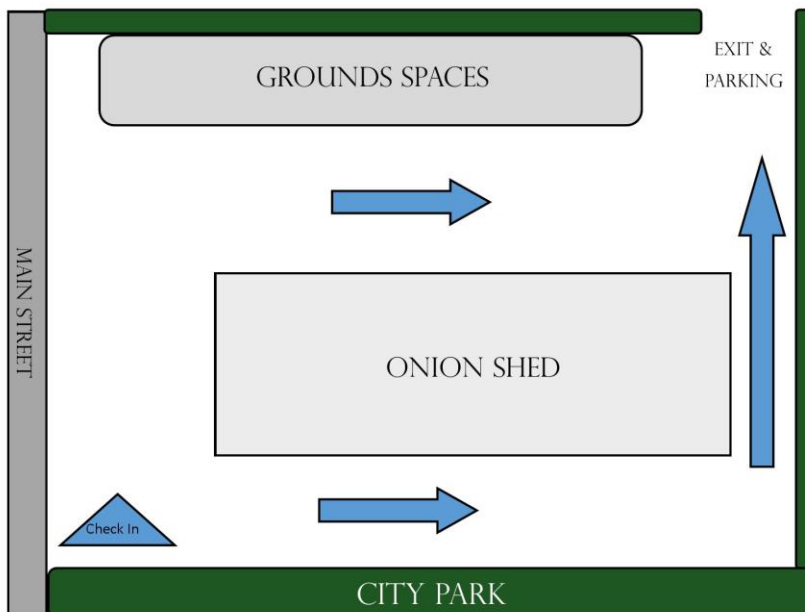 GROUNDS SPACES
EXIT &
PARKING
MAIN STREET
ONION SHED
Check In
CITY PARK